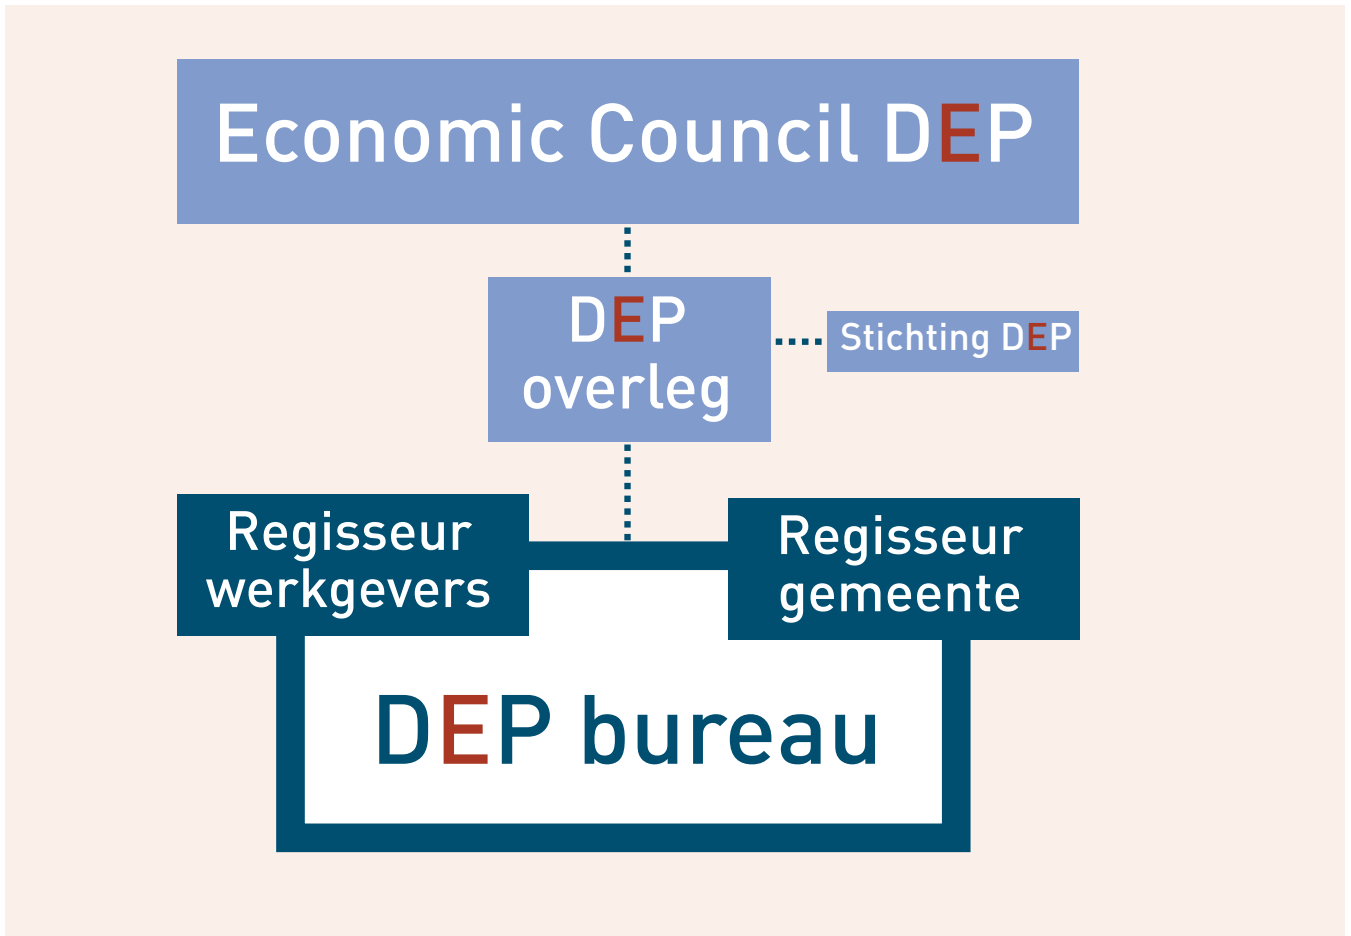 Economic Council DEP
DEP
overleg
Stichting DEP
Regisseur
werkgevers
Regisseur
gemeente
DEP bureau